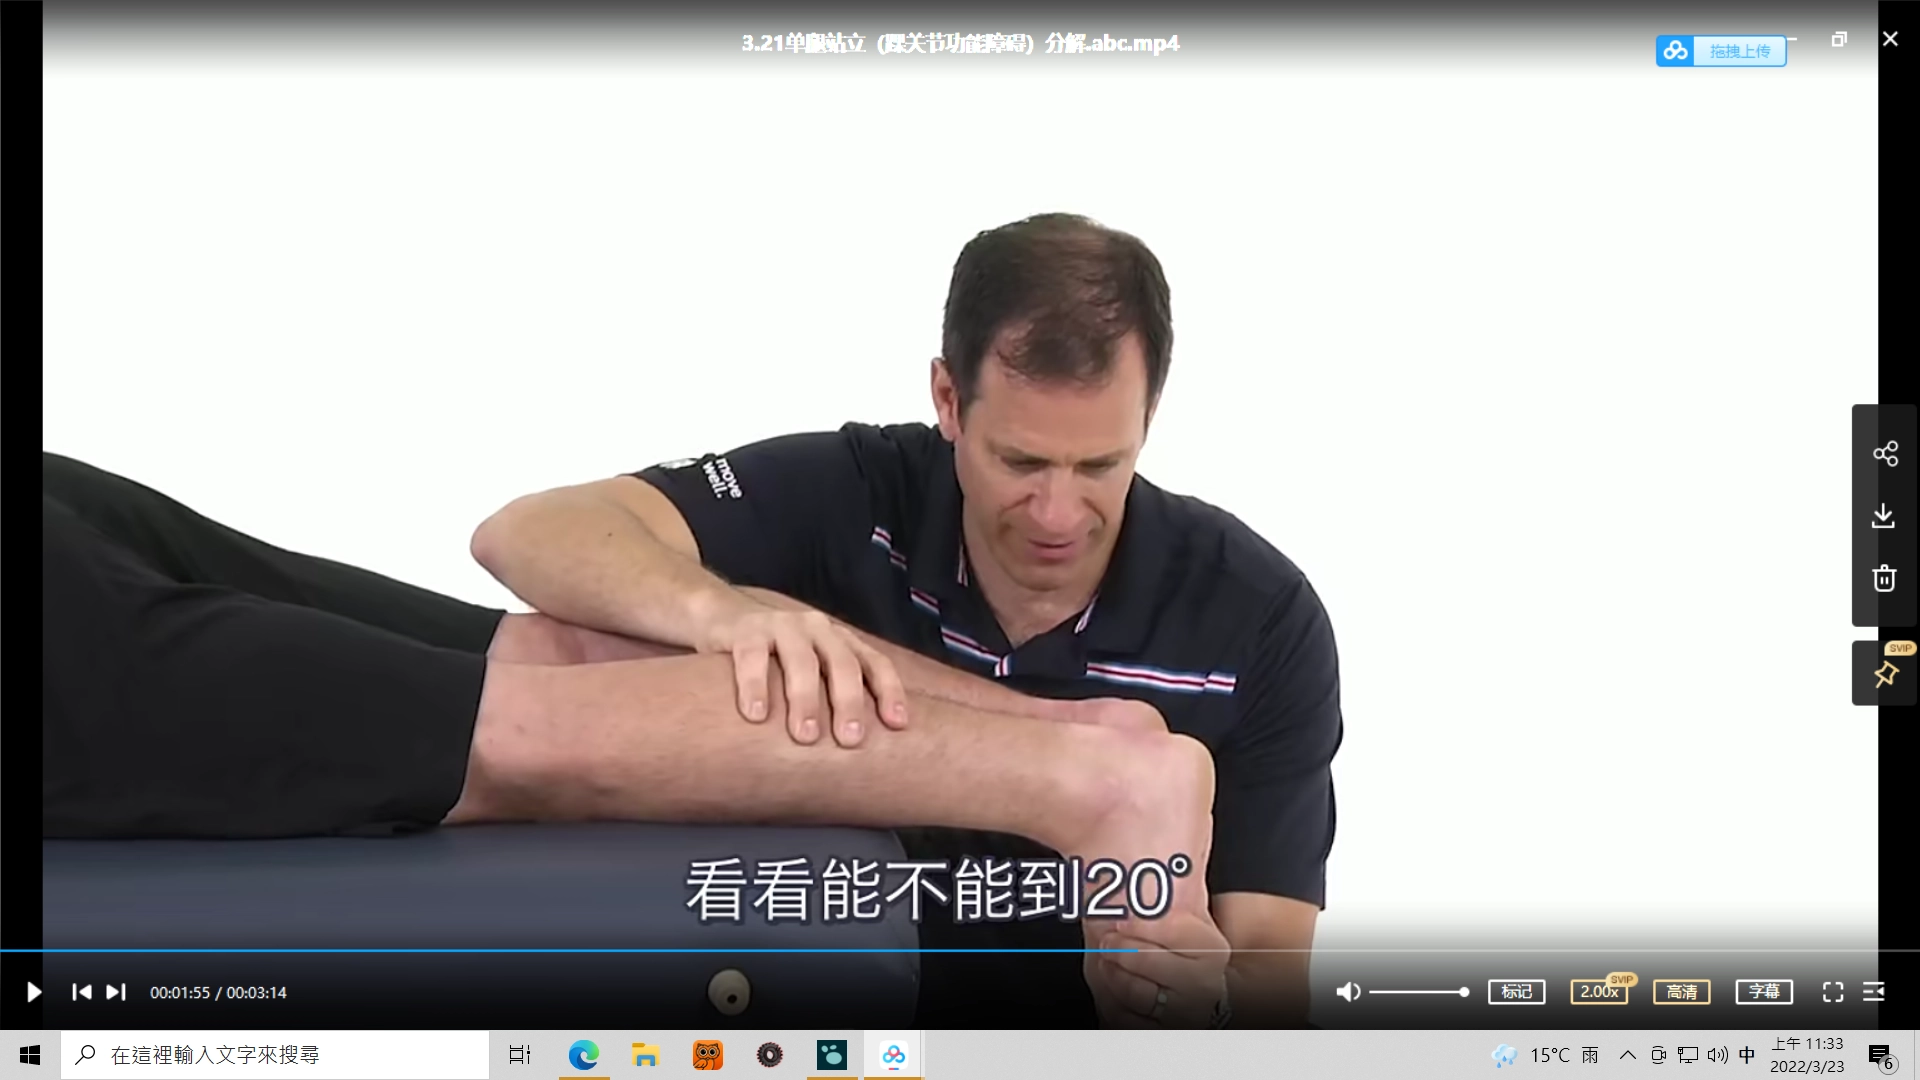 3.21单腿站立（踝关节功能障碍）分解.abc.mp4
拖拽上传
move
well.
SVIP
看看能不能到20°
00:01:55 / 00:03:14
标记
2.00x
SVIP
高清
字幕
在這裡輸入文字來搜尋
15°C 雨
中
上午 11:33
2022/3/23
6